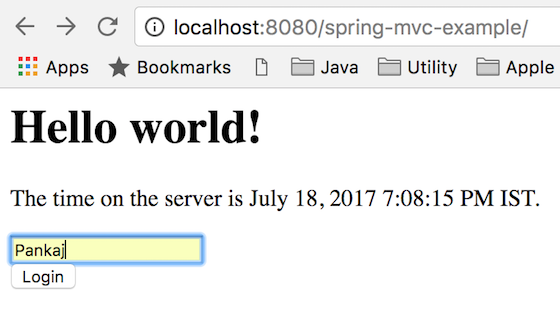 localhost:8080/spring-mvc-example/
Apps Bookmarks Java Utility Apple
Hello world!
The time on the server is July 18, 2017 7:08:15 PM IST.
Pankaj
Login